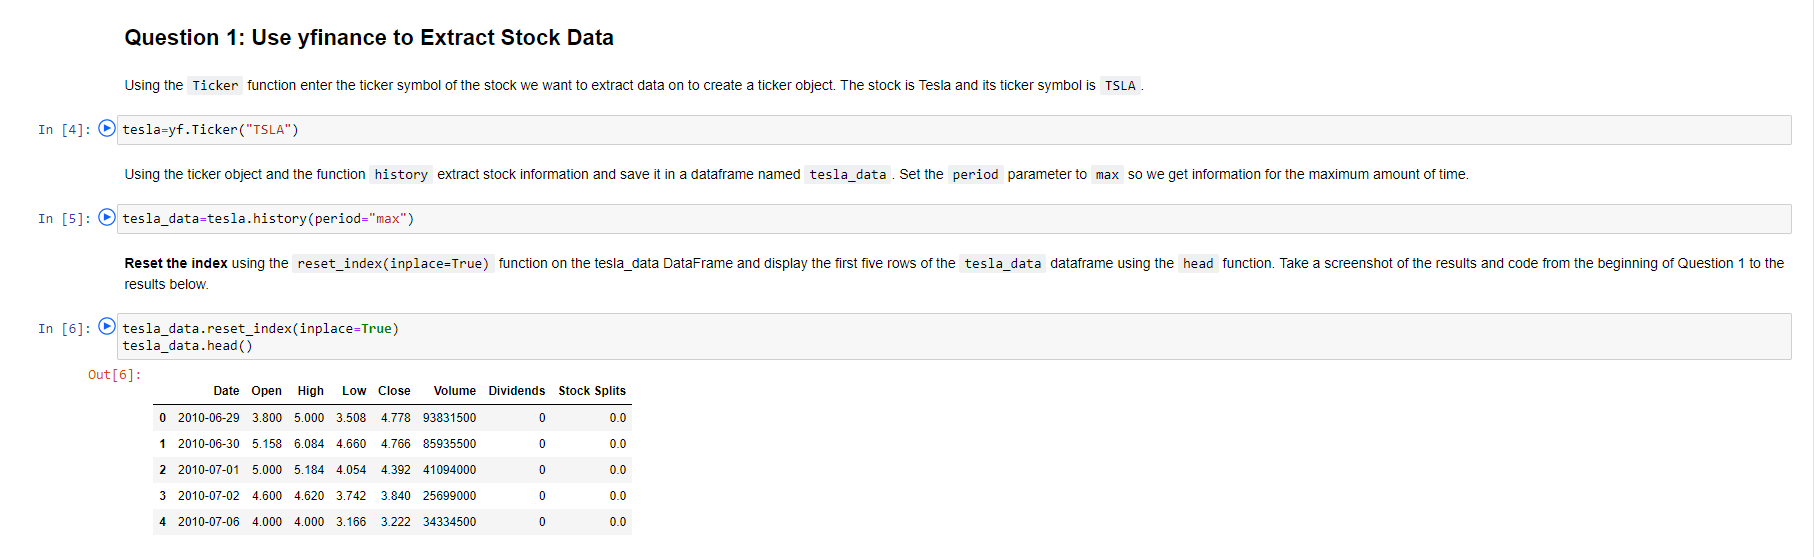 Question 1: Use yfinance to Extract Stock Data
Using the Ticker function enter the ticker symbol of the stock we want to extract data on to create a ticker object. The stock is Tesla and its ticker symbol is TSLA .
In [4]: tesla=yf.Ticker("TSLA")
Using the ticker object and the function history extract stock information and save it in a dataframe named tesla_data . Set the period parameter to max so we get information for the maximum amount of time.
In [5]: tesla_data=tesla.history(period="max")
Reset the index using the reset_index(inplace=True) function on the tesla_data DataFrame and display the first five rows of the tesla_data dataframe using the head function. Take a screenshot of the results and code from the beginning of Question 1 to the
results below.
In [6]: tesla_data.reset_index(inplace=True)
tesla_data.head()
Out[6]:
Date Open High Low Close Volume Dividends Stock Splits
0 2010-06-29 3.800 5.000 3.508 4.778 93831500 0 0.0
1 2010-06-30 5.158 6.084 4.660 4.766 85935500 0 0.0
2 2010-07-01 5.000 5.184 4.054 4.392 41094000 0 0.0
3 2010-07-02 4.600 4.620 3.742 3.840 25699000 0 0.0
4 2010-07-06 4.000 4.000 3.166 3.222 34334500 0 0.0